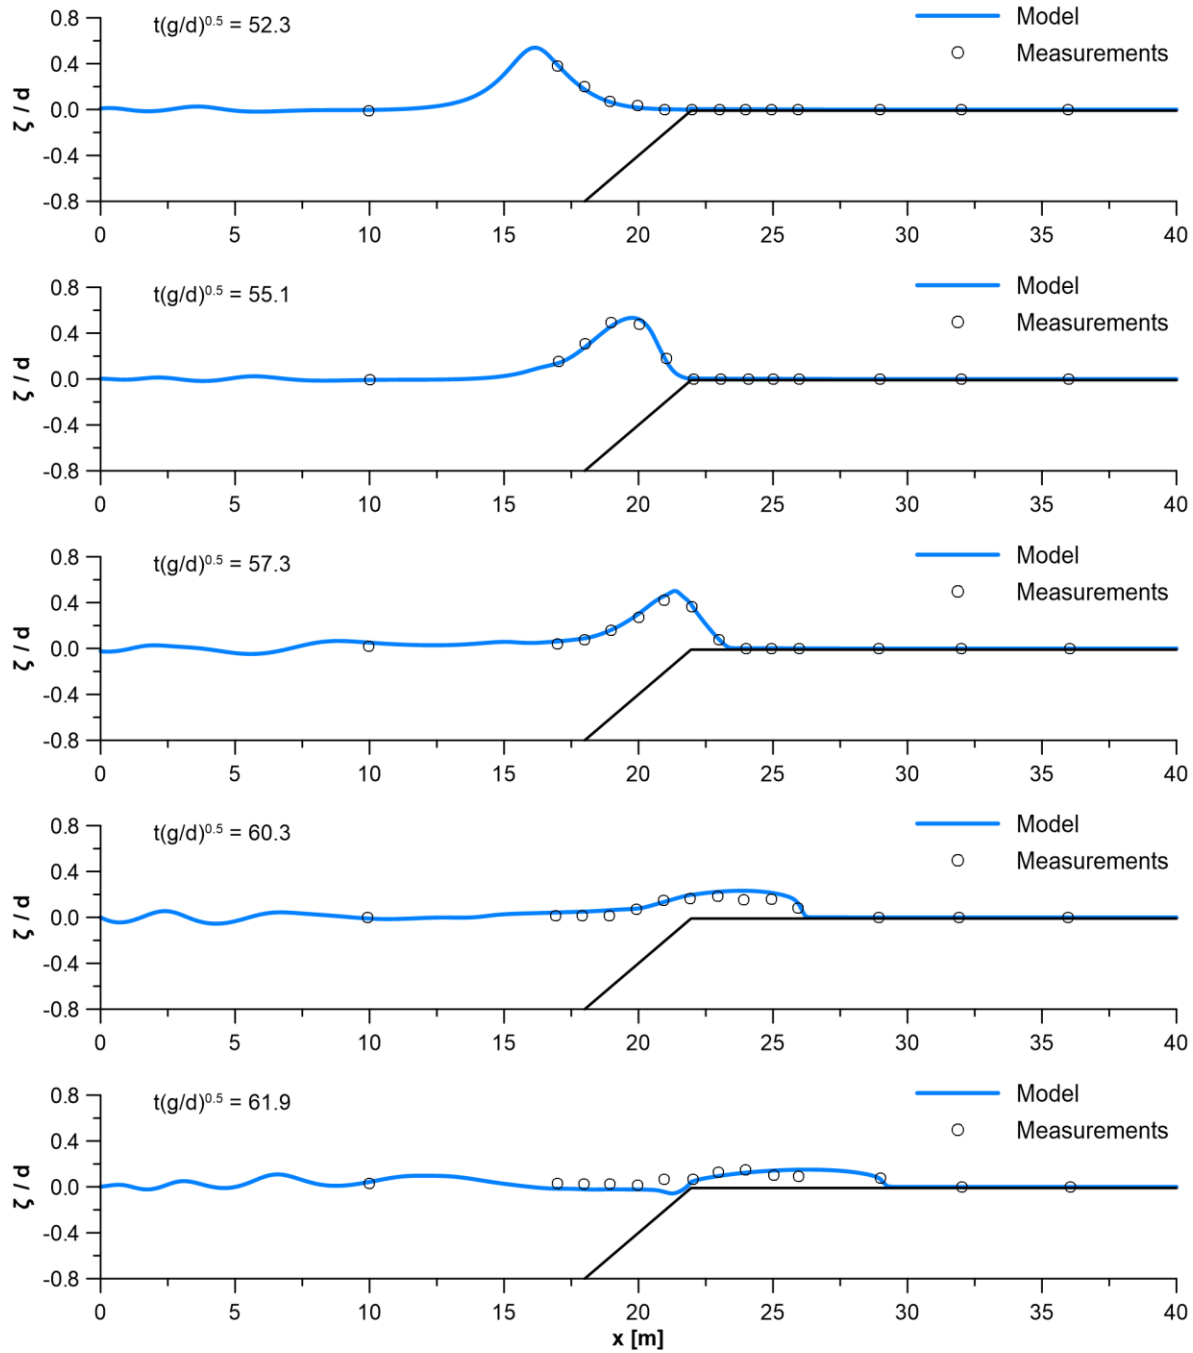 0.8
t(g/d)^0.5 = 52.3
Model
Measurements
0.4
0.0
-0.4
-0.8
ζ / d
0 5 10 15 20 25 30 35 40
0.8
t(g/d)^0.5 = 55.1
Model
Measurements
0.4
0.0
-0.4
-0.8
ζ / d
0 5 10 15 20 25 30 35 40
0.8
t(g/d)^0.5 = 57.3
Model
Measurements
0.4
0.0
-0.4
-0.8
ζ / d
0 5 10 15 20 25 30 35 40
0.8
t(g/d)^0.5 = 60.3
Model
Measurements
0.4
0.0
-0.4
-0.8
ζ / d
0 5 10 15 20 25 30 35 40
0.8
t(g/d)^0.5 = 61.9
Model
Measurements
0.4
0.0
-0.4
-0.8
ζ / d
0 5 10 15 20 25 30 35 40
x [m]